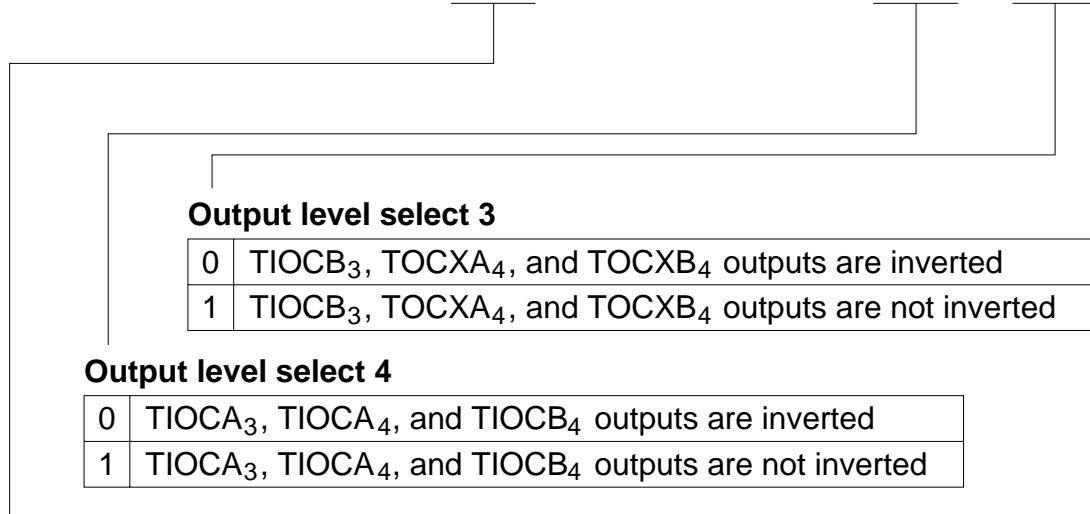 Output level select 3
0 TIOCB3, TOCXA4, and TOCXB4 outputs are inverted
1 TIOCB3, TOCXA4, and TOCXB4 outputs are not inverted
Output level select 4
0 TIOCA3, TIOCA4, and TIOCB4 outputs are inverted
1 TIOCA3, TIOCA4, and TIOCB4 outputs are not inverted